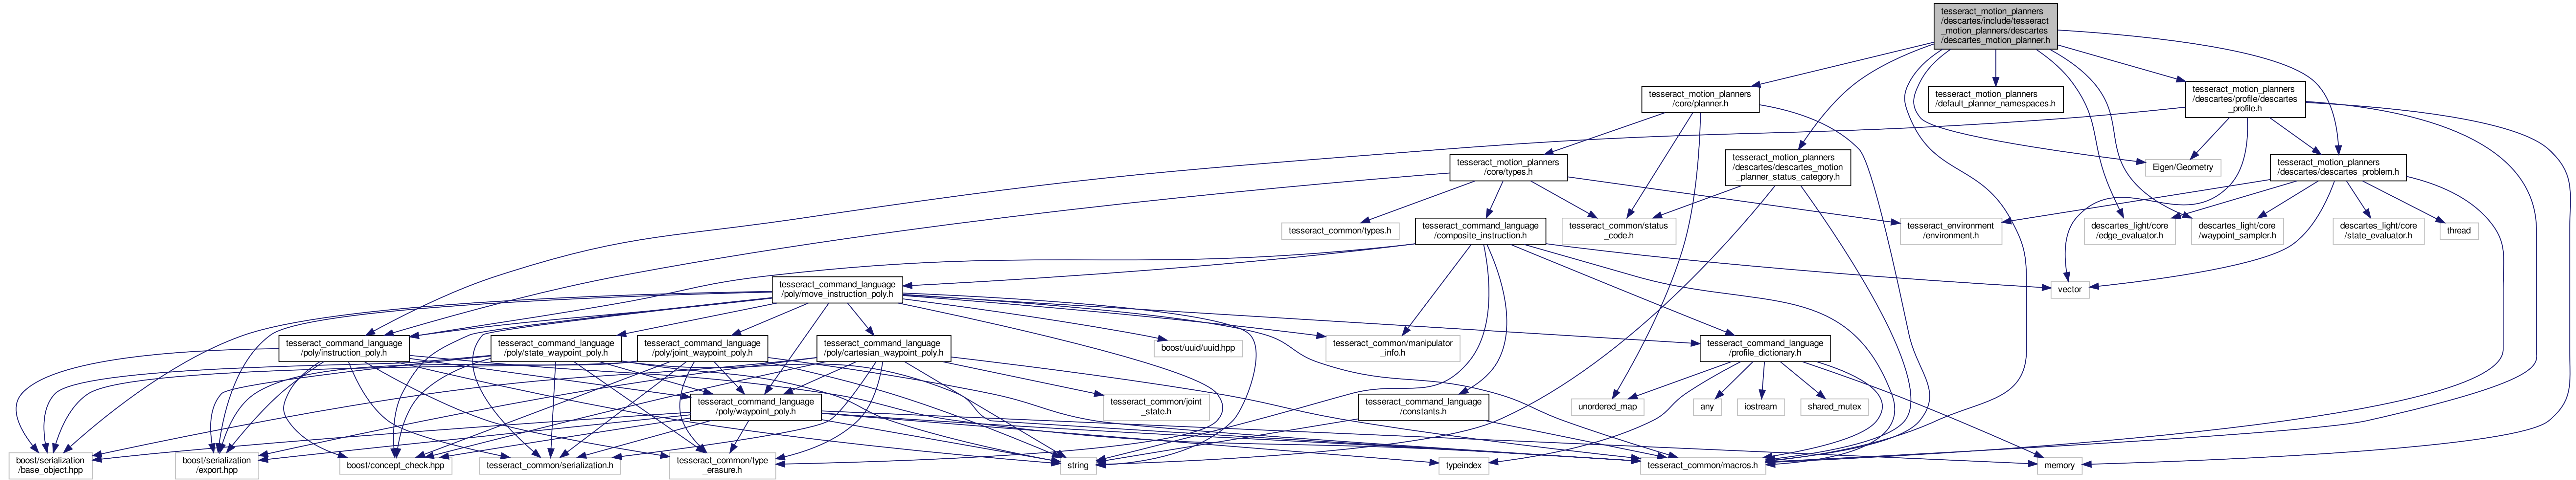 tesseract_motion_planners
/descartes/include/tesseract
_motion_planners/descartes
/descartes_motion_planner.h
tesseract_motion_planners
/core/planner.h
tesseract_motion_planners
/default_planner_namespaces.h
tesseract_motion_planners
/descartes/profile/descartes
_profile.h
tesseract_motion_planners
/core/types.h
tesseract_motion_planners
/descartes/descartes_motion
_planner_status_category.h
Eigen/Geometry
tesseract_motion_planners
/descartes/descartes_problem.h
tesseract_common/types.h
tesseract_command_language
/composite_instruction.h
tesseract_common/status
_code.h
tesseract_environment
/environment.h
descartes_light/core
/edge_evaluator.h
descartes_light/core
/waypoint_sampler.h
descartes_light/core
/state_evaluator.h
thread
tesseract_command_language
/poly/move_instruction_poly.h
vector
tesseract_command_language
/poly/instruction_poly.h
tesseract_command_language
/poly/state_waypoint_poly.h
tesseract_command_language
/poly/joint_waypoint_poly.h
tesseract_command_language
/poly/cartesian_waypoint_poly.h
boost/uuid/uuid.hpp
tesseract_common/manipulator
_info.h
tesseract_command_language
/profile_dictionary.h
tesseract_command_language
/poly/waypoint_poly.h
tesseract_common/joint
_state.h
tesseract_command_language
/constants.h
unordered_map
any
iostream
shared_mutex
boost/serialization
/base_object.hpp
boost/serialization
/export.hpp
boost/concept_check.hpp
tesseract_common/serialization.h
tesseract_common/type
_erasure.h
string
typeindex
tesseract_common/macros.h
memory